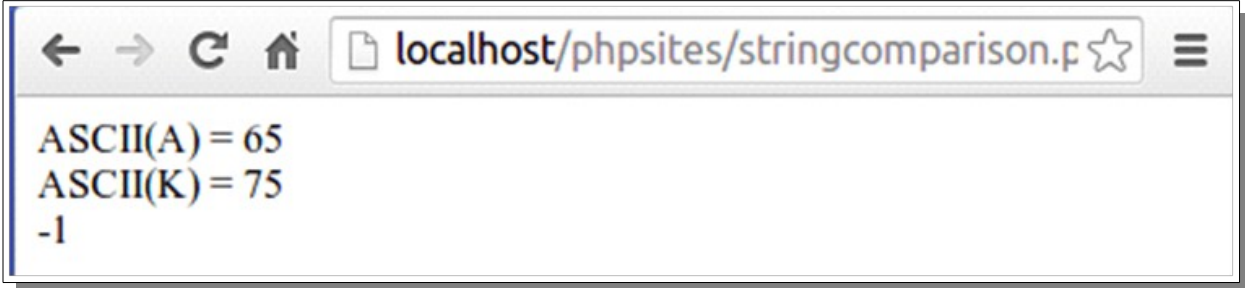 localhost/phpsites/stringcomparison.p
ASCII(A) = 65
ASCII(K) = 75
-1